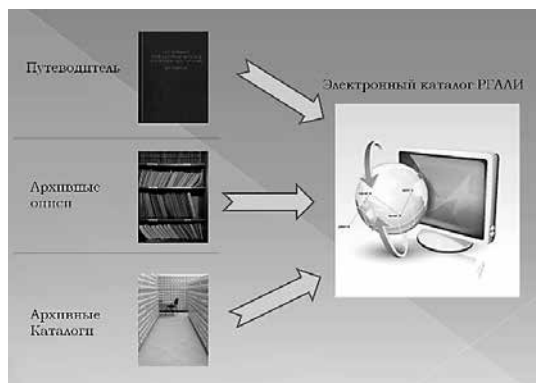 Путеводитель
Электронный каталог РГАЛИ
Архивные
описи
Архивные
Каталоги